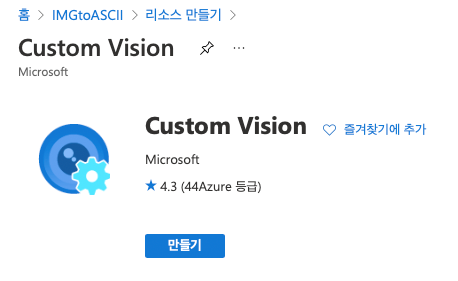 홈 > IMGtoASCII > 리소스 만들기 >
Custom Vision ...
Microsoft
Custom Vision 즐겨찾기에 추가
Microsoft
★ 4.3 (44Azure 등급)
만들기